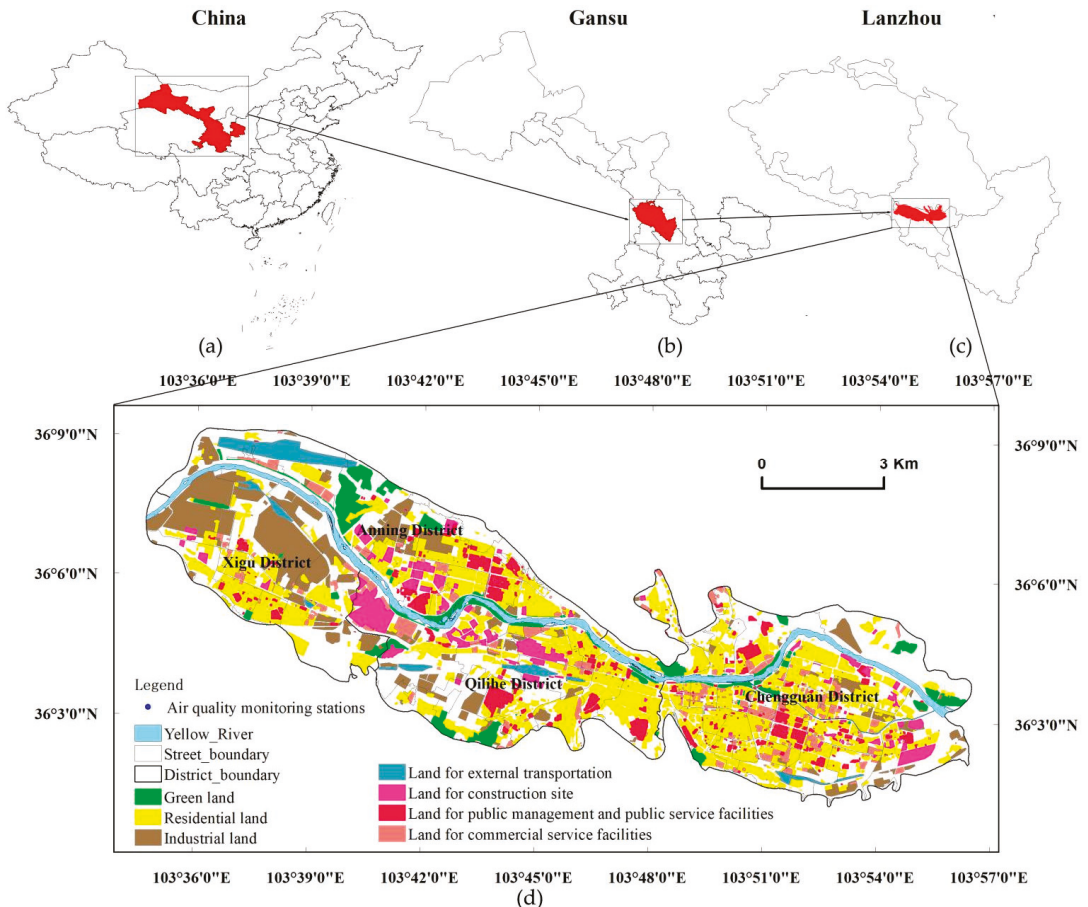 China Gansu Lanzhou
(a) (b) (c)
103°36'0"E 103°39'0"E 103°42'0"E 103°45'0"E 103°48'0"E 103°51'0"E 103°54'0"E 103°57'0"E
36°9'0"N 36°9'0"N
0 3 Km
Anning District
Xigu District
36°6'0"N 36°6'0"N
Qilihe District
Chengguan District
36°3'0"N 36°3'0"N
Legend
Air quality monitoring stations
Yellow_River
Street_boundary
District_boundary
Green land
Residential land
Industrial land
Land for external transportation
Land for construction site
Land for public management and public service facilities
Land for commercial service facilities
103°36'0"E 103°39'0"E 103°42'0"E 103°45'0"E 103°48'0"E 103°51'0"E 103°54'0"E 103°57'0"E
(d)